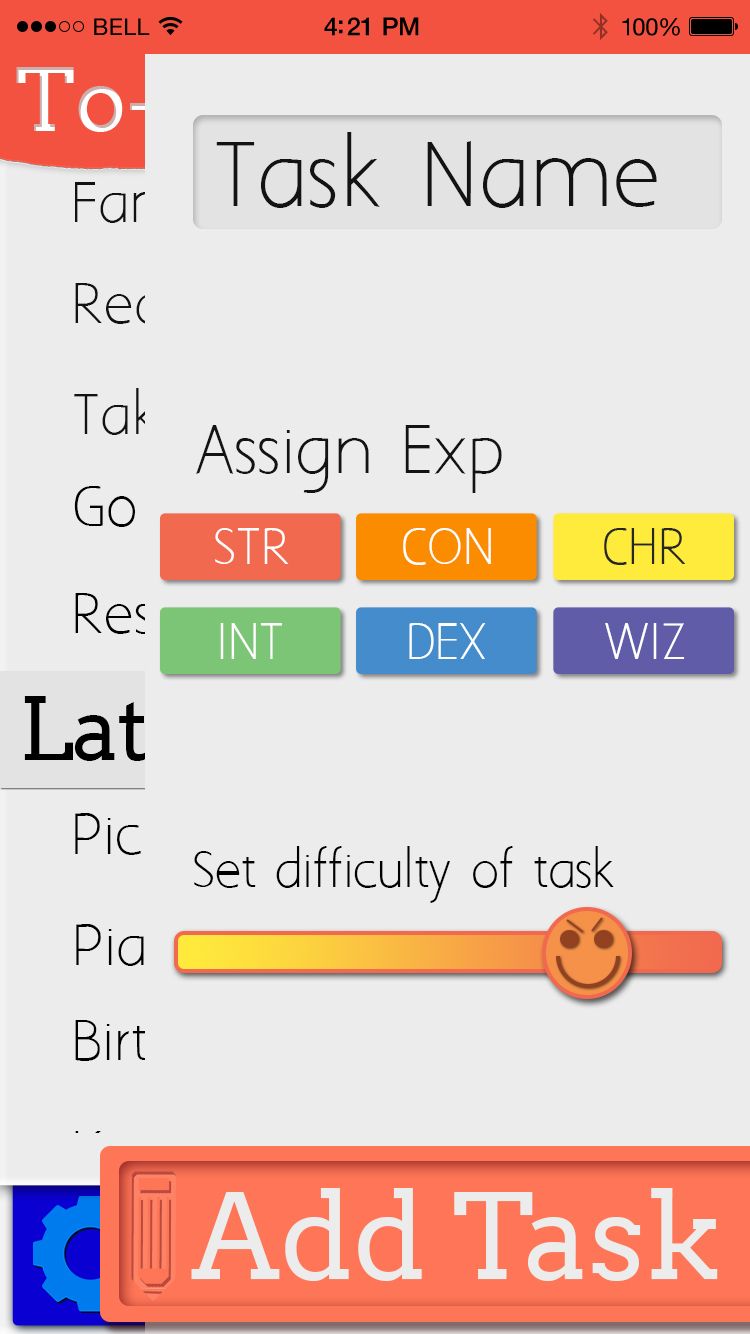 BELL 4:21 PM 100%
To-
Task Name
Far
Rec
Tak
Assign Exp
Go
STR CON CHR
Res
INT DEX WIZ
Lat
Pic
Set difficulty of task
Pia
Birt
Add Task